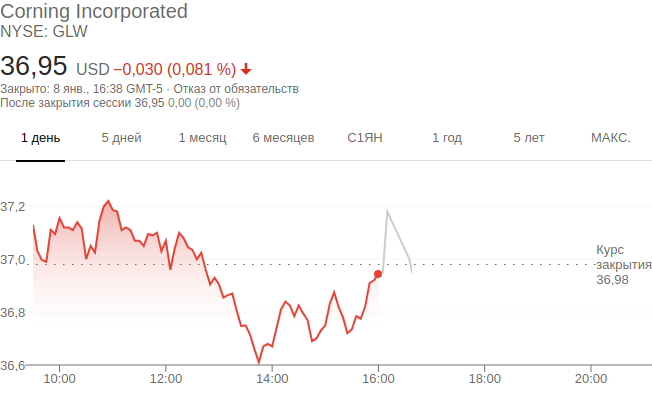 Corning Incorporated
NYSE: GLW
36,95 USD −0,030 (0,081 %)
Закрыто: 8 янв., 16:38 GMT-5 · Отказ от обязательств
После закрытия сессии 36,95 0,00 (0,00 %)
1 день 5 дней 1 месяц 6 месяцев С1ЯН 1 год 5 лет МАКС.
37,2
37,0
36,8
36,6
Курс
закрытия
36,98
10:00 12:00 14:00 16:00 18:00 20:00